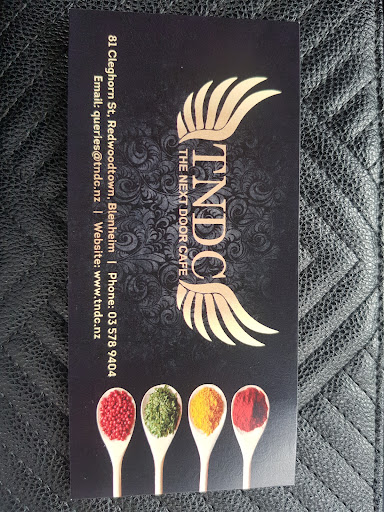 TNDC
THE NEXT DOOR CAFE
81 Cleghorn St, Redwoodtown, Blenheim | Phone: 03 578 9404
Email: queries@tndc.nz | Website: www.tndc.nz